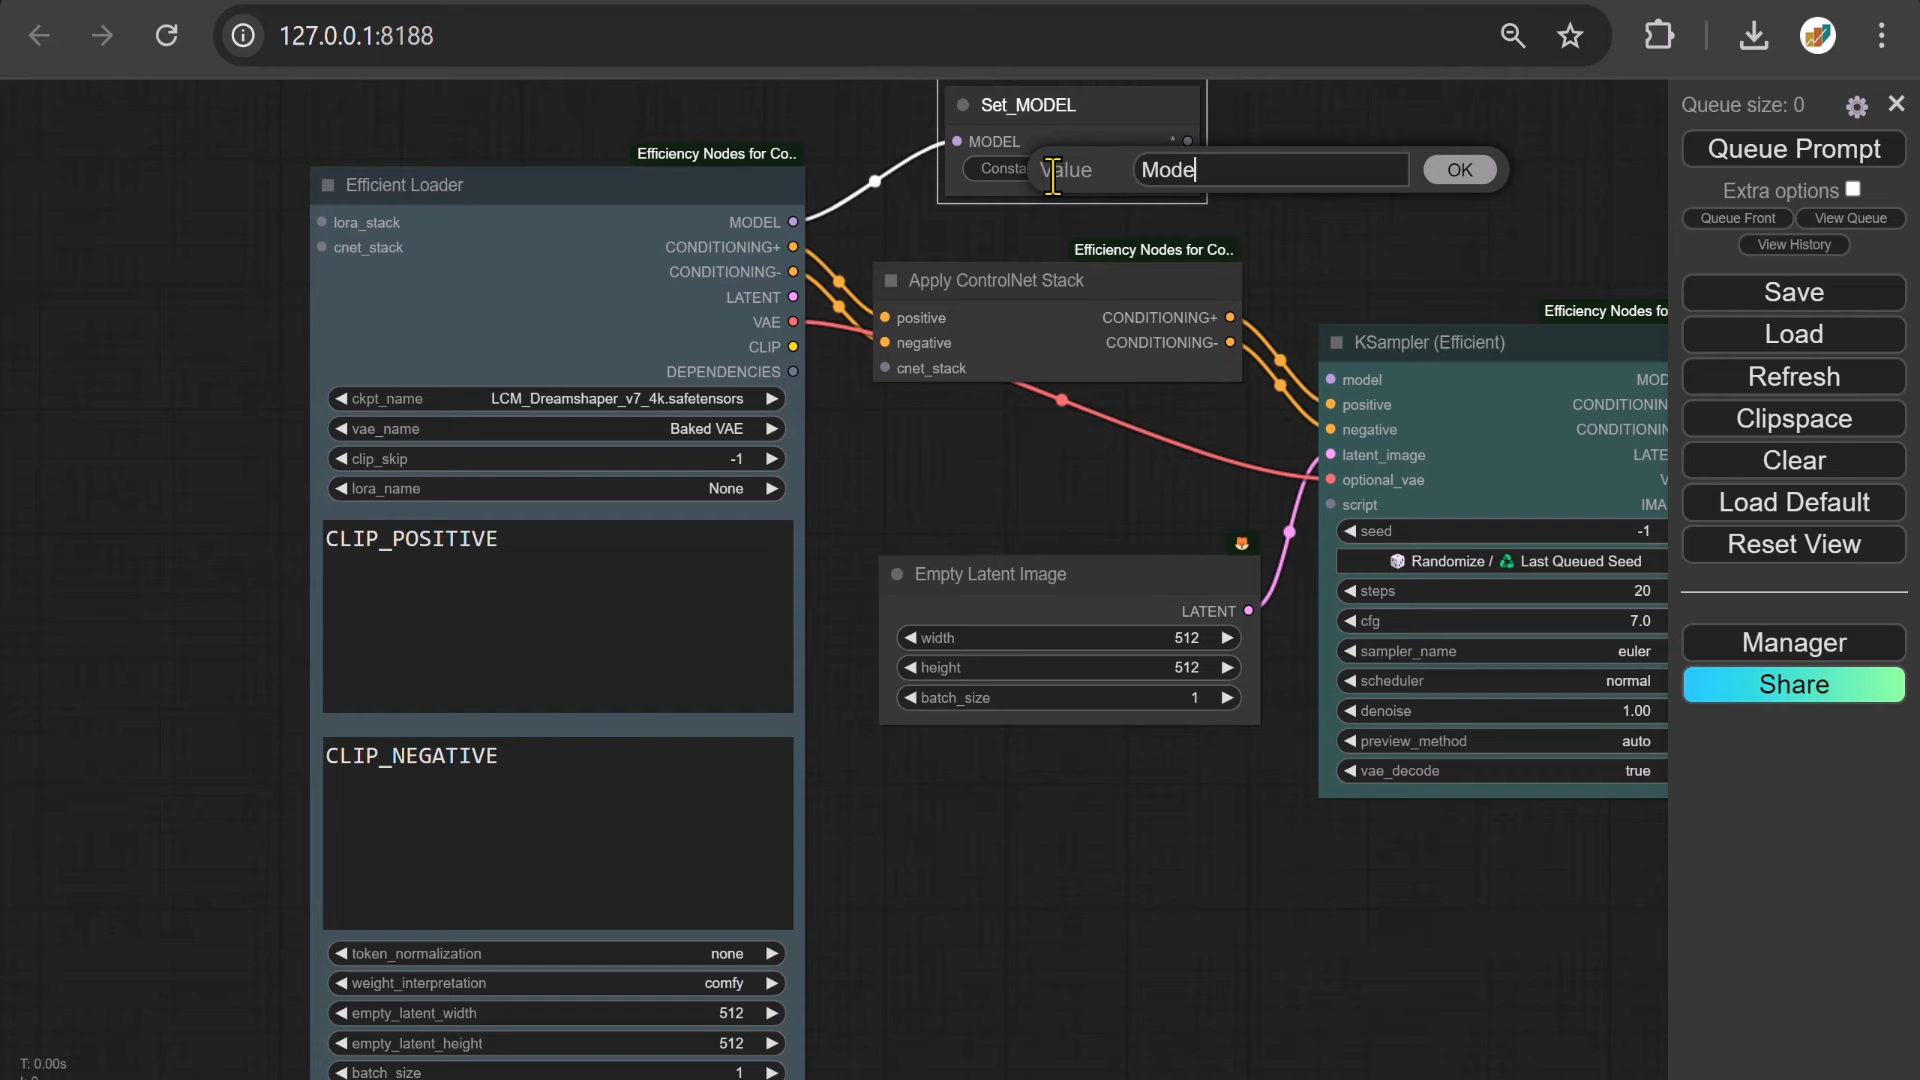 127.0.0.1:8188
Set_MODEL
MODEL
*
Consta
Value
Mode
OK
Efficiency Nodes for Co..
Efficient Loader
lora_stack
MODEL
cnet_stack
CONDITIONING+
CONDITIONING-
LATENT
VAE
CLIP
DEPENDENCIES
ckpt_name
LCM_Dreamshaper_v7_4k.safetensors
vae_name
Baked VAE
clip_skip
-1
lora_name
None
CLIP_POSITIVE
CLIP_NEGATIVE
token_normalization
none
weight_interpretation
comfy
empty_latent_width
512
empty_latent_height
512
batch_size
1
Efficiency Nodes for Co..
Apply ControlNet Stack
positive
CONDITIONING+
negative
CONDITIONING-
cnet_stack
Empty Latent Image
LATENT
width
512
height
512
batch_size
1
Efficiency Nodes fo
KSampler (Efficient)
model
MOD
positive
CONDITIONIN
negative
CONDITIONIN
latent_image
LATE
optional_vae
V
script
IMA
seed
-1
Randomize / Last Queued Seed
steps
20
cfg
7.0
sampler_name
euler
scheduler
normal
denoise
1.00
preview_method
auto
vae_decode
true
Queue size: 0
Queue Prompt
Extra options
Queue Front
View Queue
View History
Save
Load
Refresh
Clipspace
Clear
Load Default
Reset View
Manager
Share
T: 0.00s